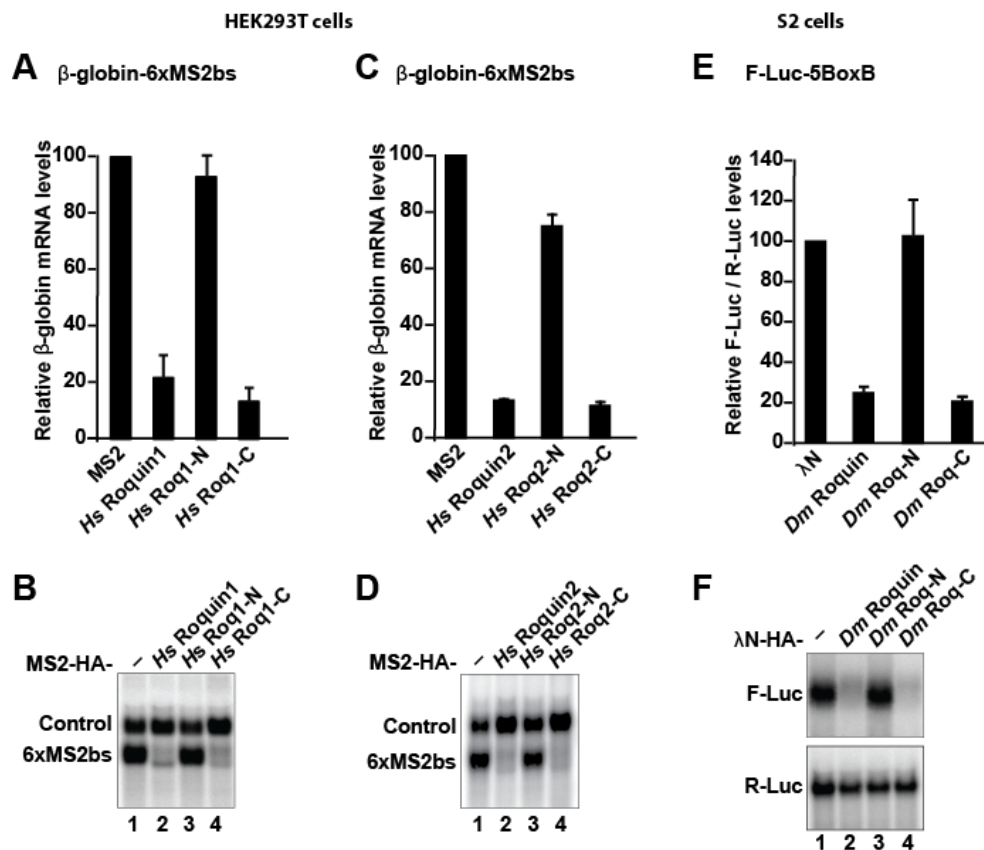 HEK293T cells
S2 cells
A β-globin-6xMS2bs
C β-globin-6xMS2bs
E F-Luc-5BoxB
Relative β-globin mRNA levels
100
80
60
40
20
0
MS2
Hs Roquin1
Hs Roq1-N
Hs Roq1-C
Relative β-globin mRNA levels
100
80
60
40
20
0
MS2
Hs Roquin2
Hs Roq2-N
Hs Roq2-C
Relative F-Luc / R-Luc levels
140
120
100
80
60
40
20
0
λN
Dm Roquin
Dm Roq-N
Dm Roq-C
B
MS2-HA-
–
Hs Roquin1
Hs Roq1-N
Hs Roq1-C
Control
6xMS2bs
1 2 3 4
D
MS2-HA-
–
Hs Roquin2
Hs Roq2-N
Hs Roq2-C
Control
6xMS2bs
1 2 3 4
F
λN-HA-
–
Dm Roquin
Dm Roq-N
Dm Roq-C
F-Luc
R-Luc
1 2 3 4